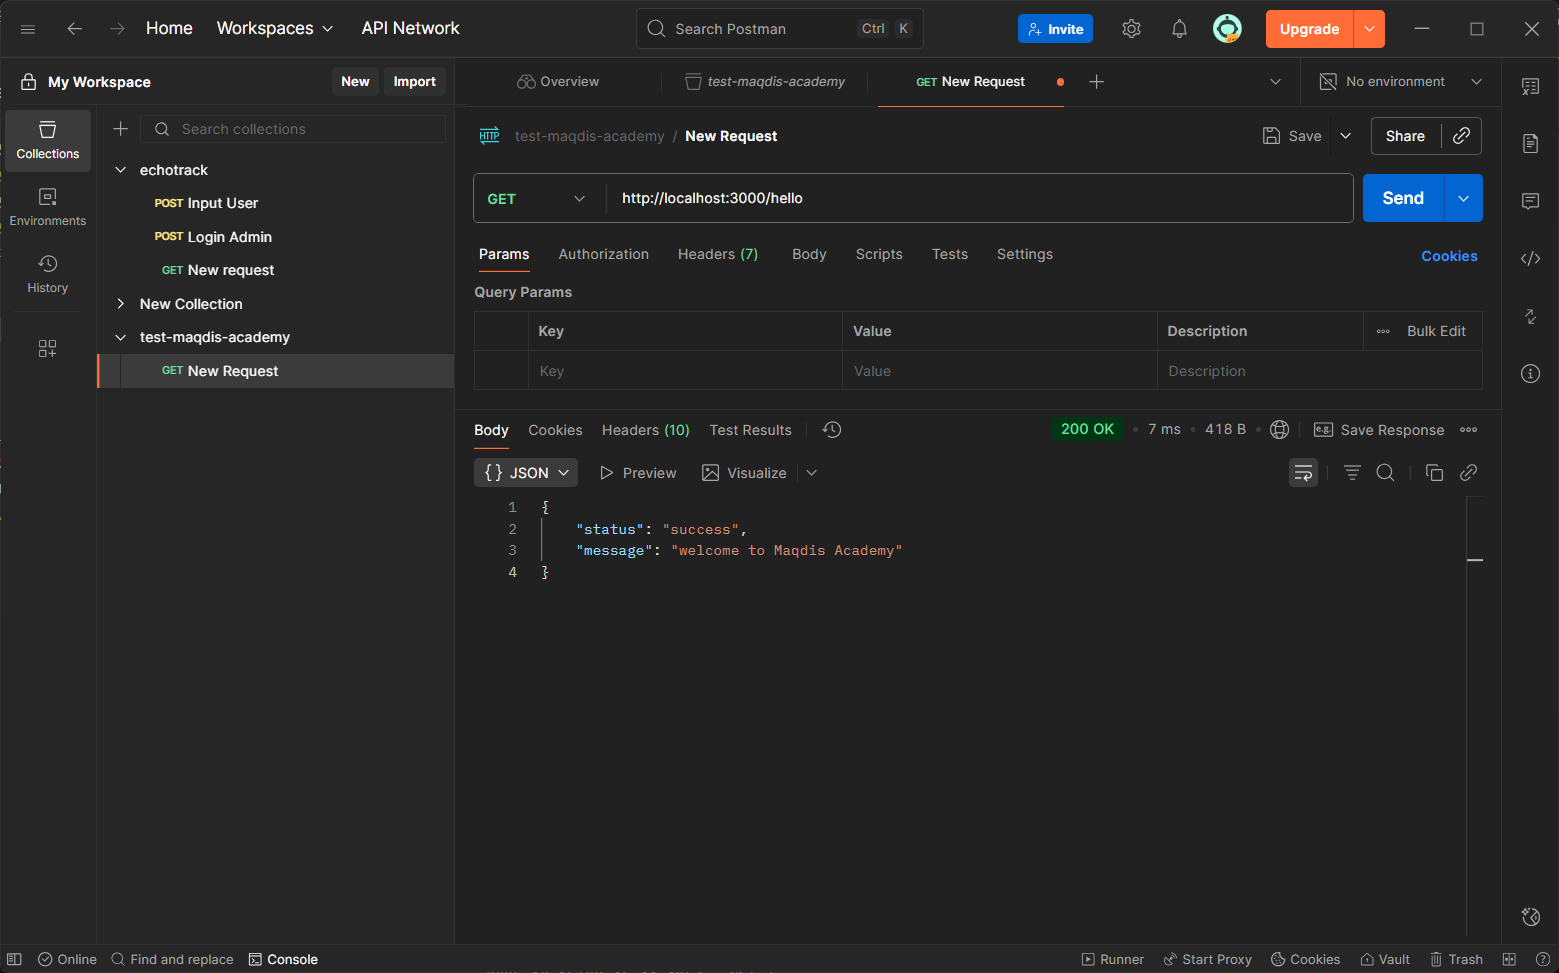 Home Workspaces API Network Search Postman Ctrl K Invite Upgrade
My Workspace New Import Overview test-maqdis-academy GET New Request No environment
Search collections
Collections
Environments
History
echotrack
POST Input User
POST Login Admin
GET New request
New Collection
test-maqdis-academy
GET New Request
HTTP test-maqdis-academy / New Request Save Share
GET http://localhost:3000/hello Send
Params Authorization Headers (7) Body Scripts Tests Settings Cookies
Query Params
Key Value Description Bulk Edit
Key Value Description
Body Cookies Headers (10) Test Results 200 OK • 7 ms • 418 B • e.g. Save Response
{} JSON Preview Visualize
1 {
2 "status": "success",
3 "message": "welcome to Maqdis Academy"
4 }
Online Find and replace Console Runner Start Proxy Cookies Vault Trash